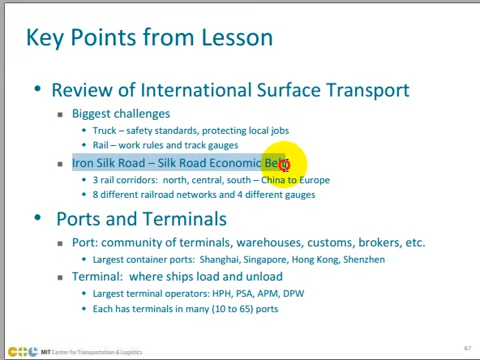 Key Points from Lesson
• Review of International Surface Transport
▪ Biggest challenges
• Truck – safety standards, protecting local jobs
• Rail – work rules and track gauges
▪ Iron Silk Road – Silk Road Economic Belt
• 3 rail corridors: north, central, south – China to Europe
• 8 different railroad networks and 4 different gauges
• Ports and Terminals
▪ Port: community of terminals, warehouses, customs, brokers, etc.
• Largest container ports: Shanghai, Singapore, Hong Kong, Shenzhen
▪ Terminal: where ships load and unload
• Largest terminal operators: HPH, PSA, APM, DPW
• Each has terminals in many (10 to 65) ports
MIT Center for Transportation & Logistics
67